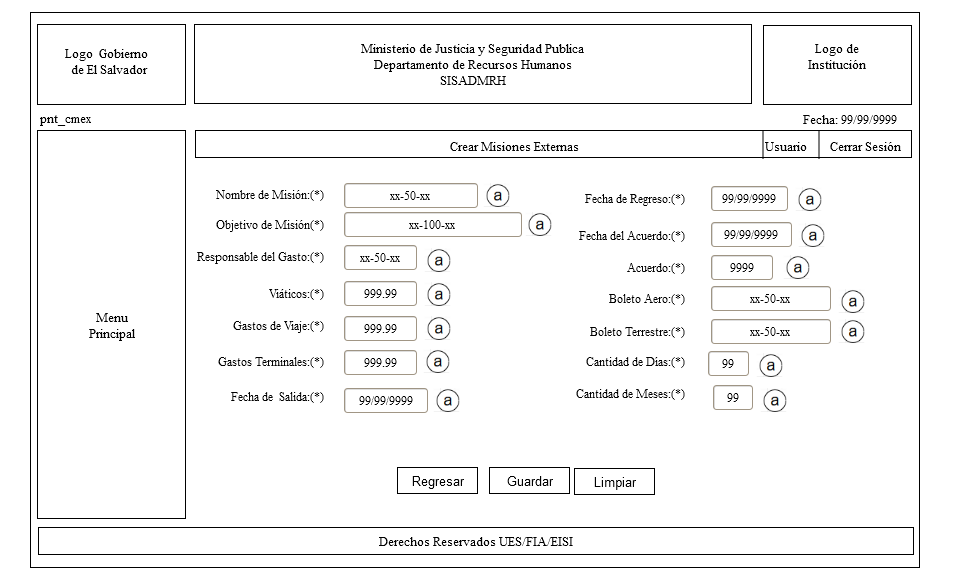 Logo Gobierno
de El Salvador
Ministerio de Justicia y Seguridad Publica
Departamento de Recursos Humanos
SISADMRH
Logo de
Institución
pnt_cmex
Fecha: 99/99/9999
Crear Misiones Externas
Usuario
Cerrar Sesión
Menu
Principal
Nombre de Misión:(*) xx-50-xx a
Objetivo de Misión(*) xx-100-xx a
Responsable del Gasto:(*) xx-50-xx a
Viáticos:(*) 999.99 a
Gastos de Viaje:(*) 999.99 a
Gastos Terminales:(*) 999.99 a
Fecha de Salida:(*) 99/99/9999 a
Fecha de Regreso:(*) 99/99/9999 a
Fecha del Acuerdo:(*) 99/99/9999 a
Acuerdo:(*) 9999 a
Boleto Aero:(*) xx-50-xx a
Boleto Terrestre:(*) xx-50-xx a
Cantidad de Dias:(*) 99 a
Cantidad de Meses:(*) 99 a
Regresar
Guardar
Limpiar
Derechos Reservados UES/FIA/EISI